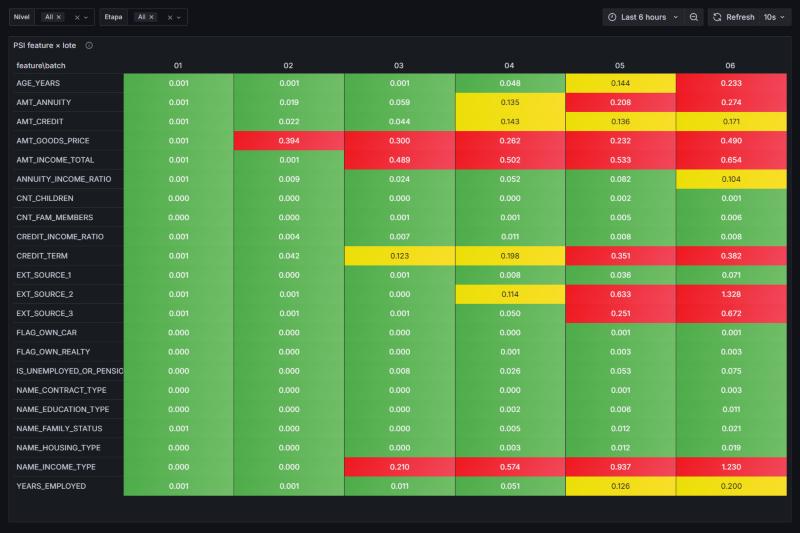 Nível All × × Etapa All × × Last 6 hours Refresh 10s
PSI feature × lote
feature\batch 01 02 03 04 05 06
AGE_YEARS 0.001 0.001 0.001 0.048 0.144 0.233
AMT_ANNUITY 0.001 0.019 0.059 0.135 0.208 0.274
AMT_CREDIT 0.001 0.022 0.044 0.143 0.136 0.171
AMT_GOODS_PRICE 0.001 0.394 0.300 0.262 0.232 0.490
AMT_INCOME_TOTAL 0.001 0.001 0.489 0.502 0.533 0.654
ANNUITY_INCOME_RATIO 0.001 0.009 0.024 0.052 0.082 0.104
CNT_CHILDREN 0.000 0.000 0.000 0.000 0.002 0.001
CNT_FAM_MEMBERS 0.000 0.000 0.001 0.001 0.005 0.006
CREDIT_INCOME_RATIO 0.001 0.004 0.007 0.011 0.008 0.008
CREDIT_TERM 0.001 0.042 0.123 0.198 0.351 0.382
EXT_SOURCE_1 0.001 0.000 0.001 0.008 0.036 0.071
EXT_SOURCE_2 0.001 0.001 0.000 0.114 0.633 1.328
EXT_SOURCE_3 0.001 0.001 0.001 0.050 0.251 0.672
FLAG_OWN_CAR 0.000 0.000 0.000 0.000 0.001 0.001
FLAG_OWN_REALTY 0.000 0.000 0.000 0.001 0.003 0.003
IS_UNEMPLOYED_OR_PENSIO 0.000 0.000 0.008 0.026 0.053 0.075
NAME_CONTRACT_TYPE 0.000 0.000 0.000 0.000 0.001 0.003
NAME_EDUCATION_TYPE 0.000 0.000 0.000 0.002 0.006 0.011
NAME_FAMILY_STATUS 0.001 0.000 0.000 0.005 0.012 0.021
NAME_HOUSING_TYPE 0.000 0.000 0.000 0.003 0.012 0.019
NAME_INCOME_TYPE 0.000 0.000 0.210 0.574 0.937 1.230
YEARS_EMPLOYED 0.001 0.001 0.011 0.051 0.126 0.200